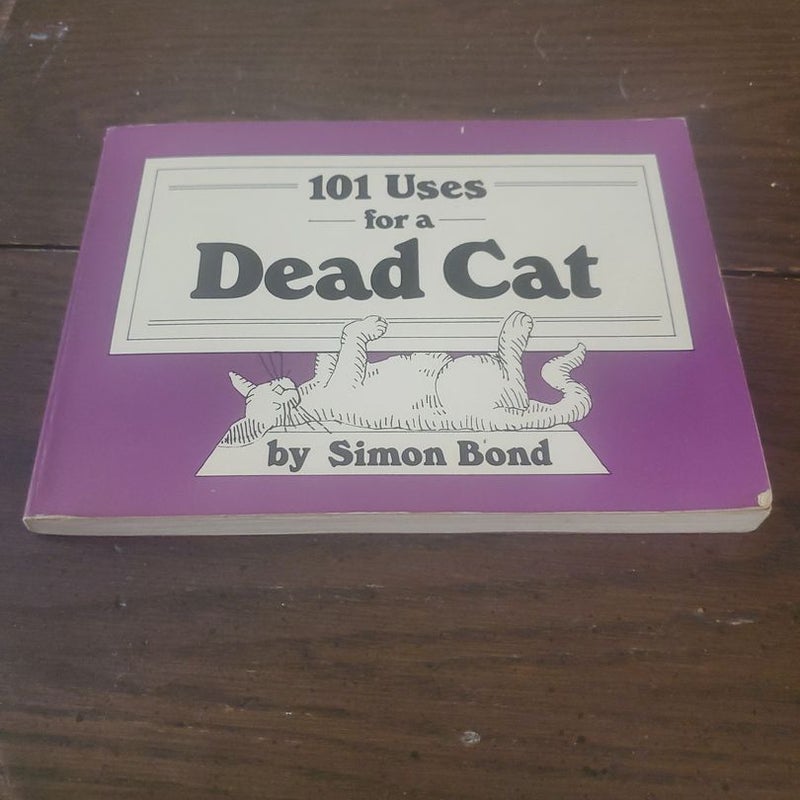 101 Uses
for a
Dead Cat
by Simon Bond